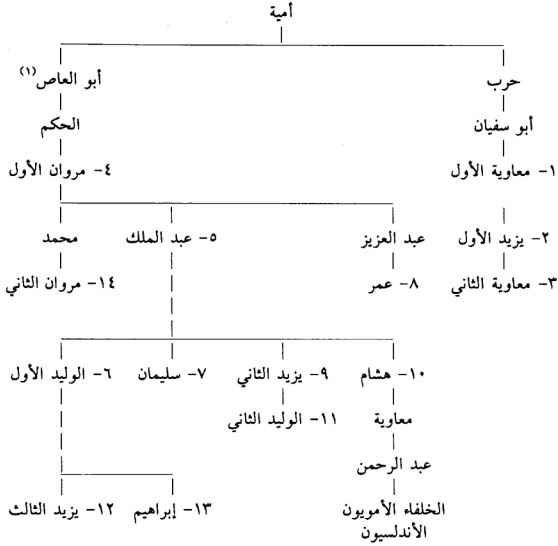 أمية
حرب
أبو العاص(١)
أبو سفيان
الحكم
١- معاوية الأول
٤- مروان الأول
٢- يزيد الأول
عبد العزيز
٥- عبد الملك
محمد
٣- معاوية الثاني
٨- عمر
١٤- مروان الثاني
١٠- هشام
٩- يزيد الثاني
٧- سليمان
٦- الوليد الأول
معاوية
١١- الوليد الثاني
عبد الرحمن
الخلفاء الأمويون
الأندلسيون
١٣- إبراهيم
١٢- يزيد الثالث